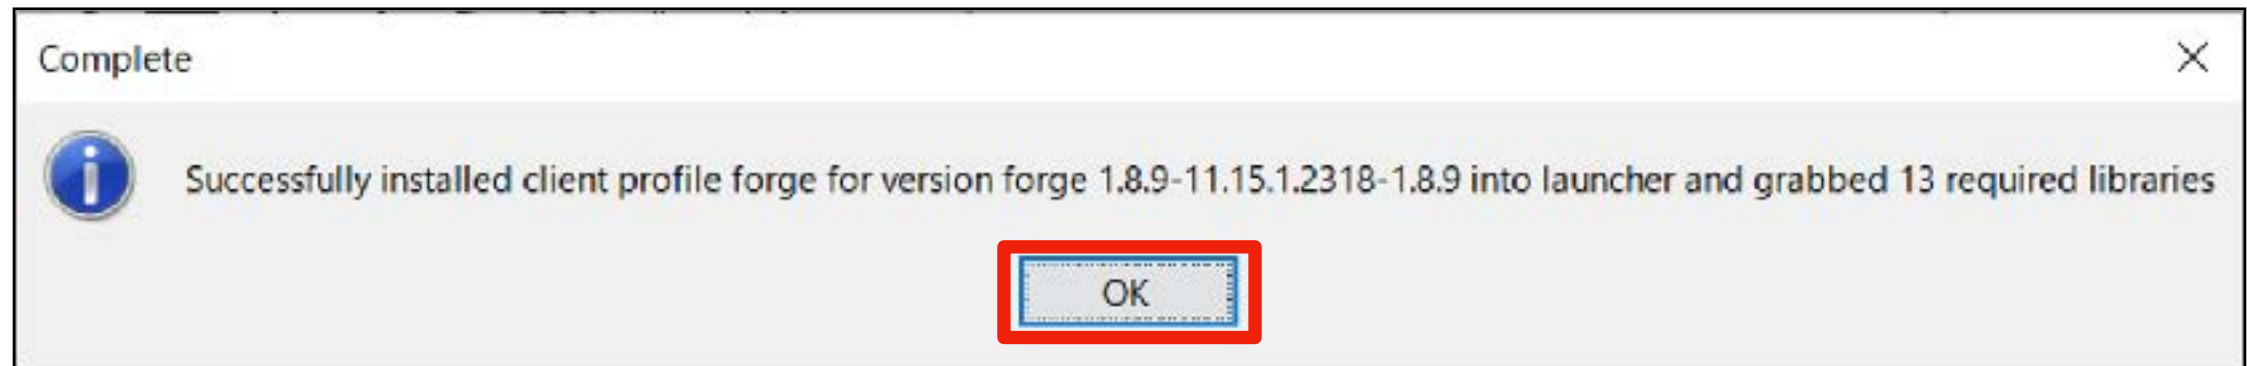 Complete
Successfully installed client profile forge for version forge 1.8.9-11.15.1.2318-1.8.9 into launcher and grabbed 13 required libraries
OK